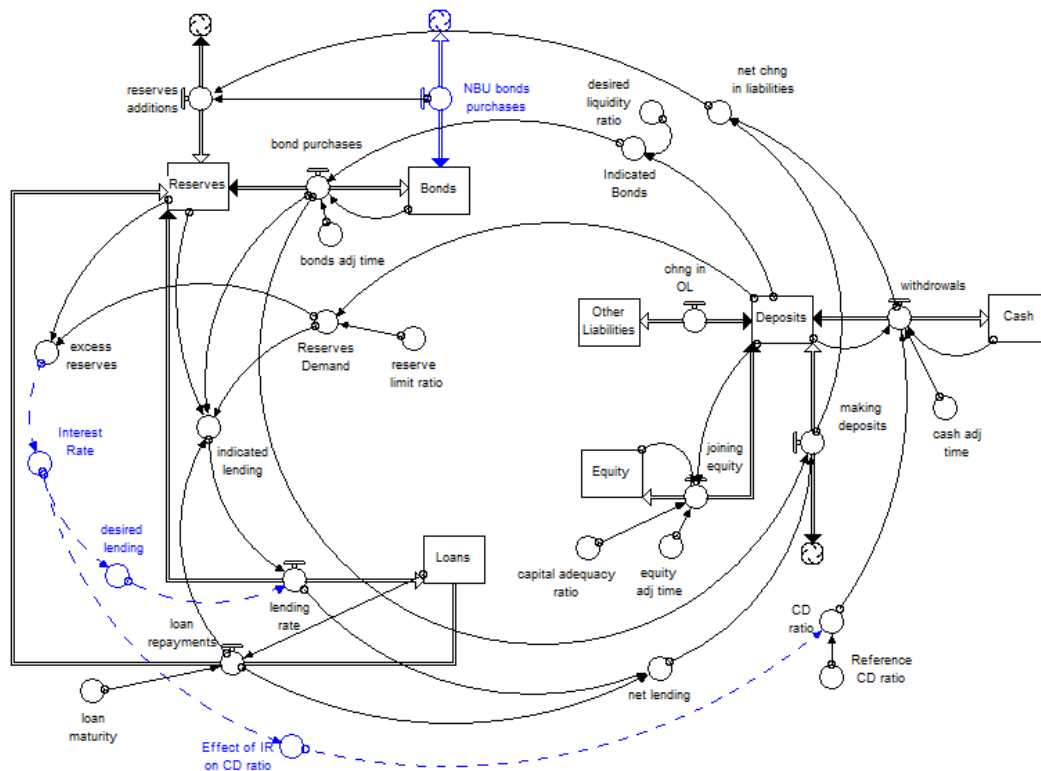 reserves
additions
NBU bonds
purchases
desired
liquidity
ratio
net chng
in liabilities
bond purchases
Reserves
Bonds
Indicated
Bonds
bonds adj time
chng in
OL
withdrowals
Other
Liabilities
Deposits
Cash
excess
reserves
Reserves
Demand
reserve
limit ratio
Interest
Rate
indicated
lending
making
deposits
cash adj
time
joining
equity
Equity
desired
lending
Loans
capital adequacy
ratio
equity
adj time
lending
rate
loan
repayments
CD
ratio
Reference
CD ratio
net lending
loan
maturity
Effect of IR
on CD ratio